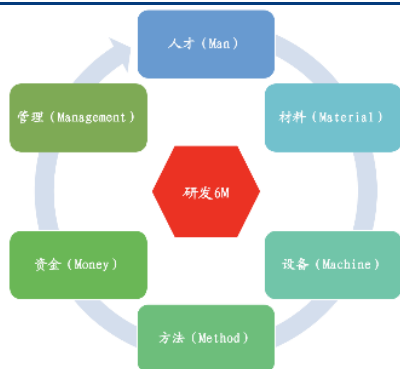 人才（Man）
材料（Material）
设备（Machine）
方法（Method）
资金（Money）
管理（Management）
研发6M